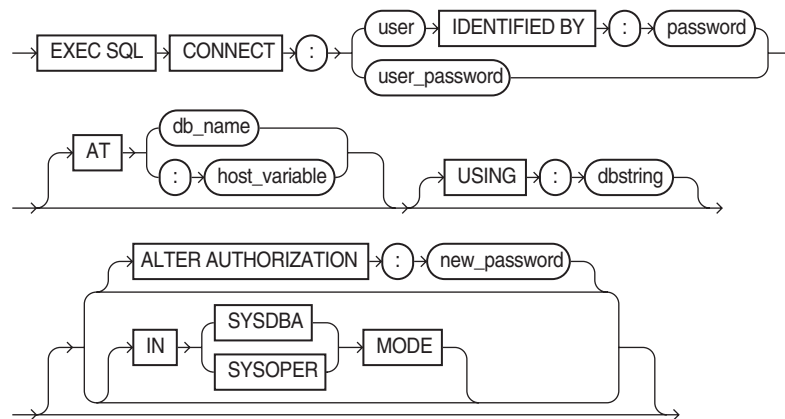 user IDENTIFIED BY : password
EXEC SQL CONNECT :
user_password
db_name
AT
: host_variable
USING : dbstring
ALTER AUTHORIZATION : new_password
SYSDBA
IN MODE
SYSOPER